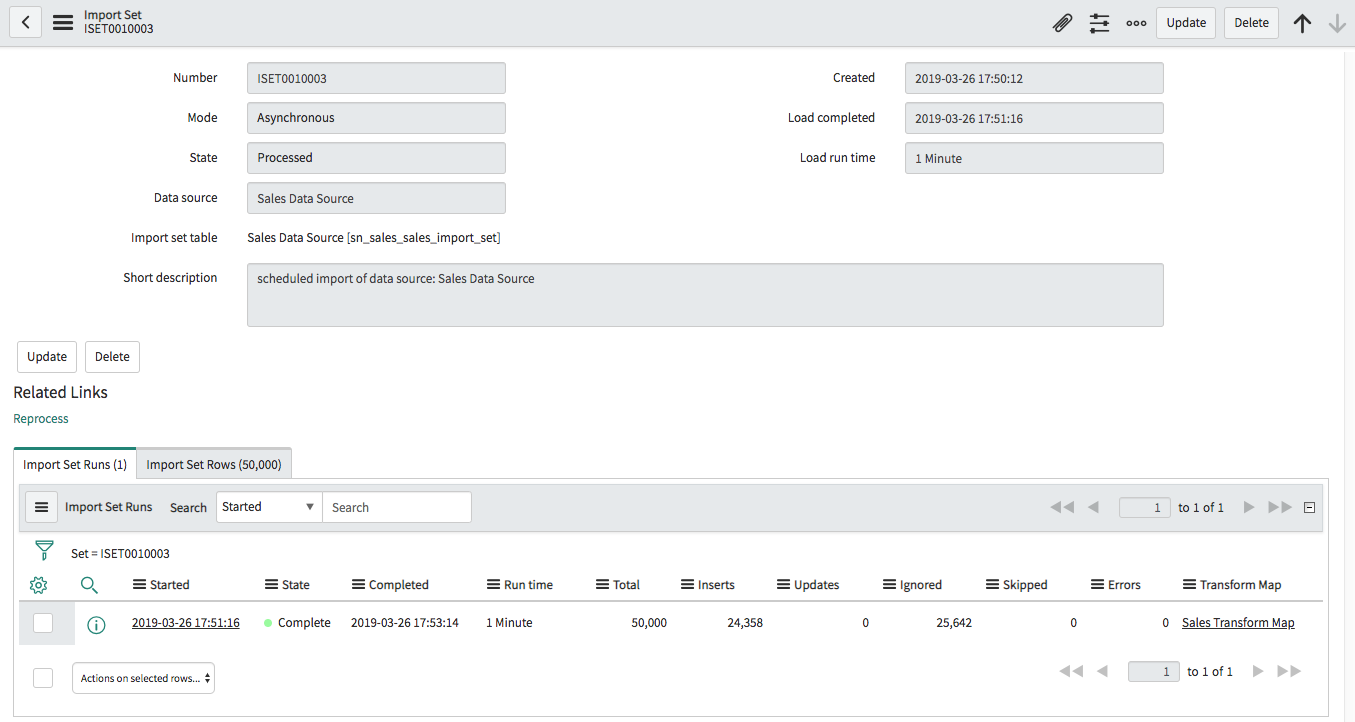 Import Set
ISET0010003
Update
Delete
Number ISET0010003
Created 2019-03-26 17:50:12
Mode Asynchronous
Load completed 2019-03-26 17:51:16
State Processed
Load run time 1 Minute
Data source Sales Data Source
Import set table Sales Data Source [sn_sales_sales_import_set]
Short description scheduled import of data source: Sales Data Source
Update Delete
Related Links
Reprocess
Import Set Runs (1) Import Set Rows (50,000)
Import Set Runs Search Started Search 1 to 1 of 1
Set = ISET0010003
Started State Completed Run time Total Inserts Updates Ignored Skipped Errors Transform Map
2019-03-26 17:51:16 Complete 2019-03-26 17:53:14 1 Minute 50,000 24,358 0 25,642 0 0 Sales Transform Map
Actions on selected rows... 1 to 1 of 1